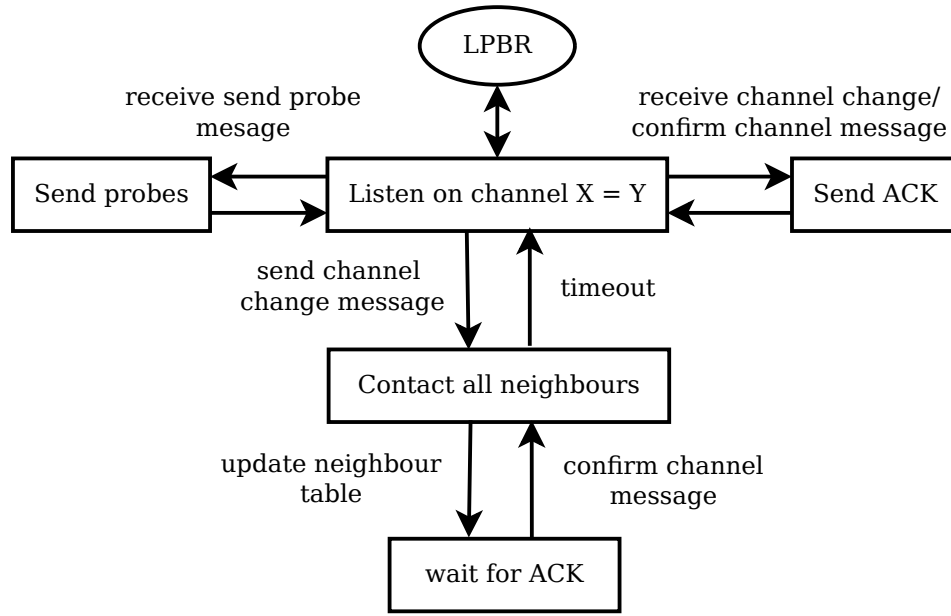 LPBR
receive send probe
mesage
receive channel change/
confirm channel message
Send probes
Listen on channel X = Y
Send ACK
send channel
change message
timeout
Contact all neighbours
update neighbour
table
confirm channel
message
wait for ACK